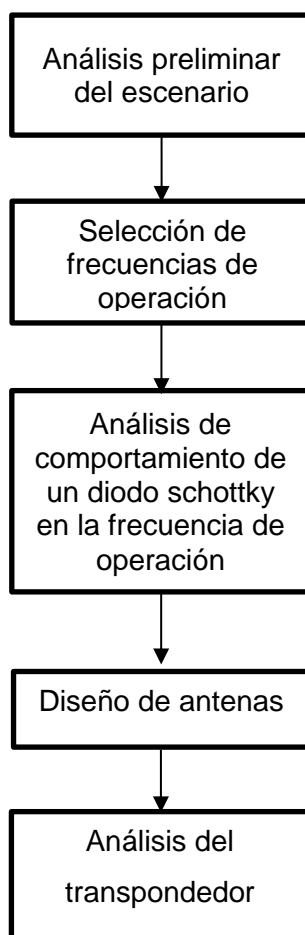 Análisis preliminar
del escenario
Selección de
frecuencias de
operación
Análisis de
comportamiento de
un diodo schottky
en la frecuencia de
operación
Diseño de antenas
Análisis del
transpondedor